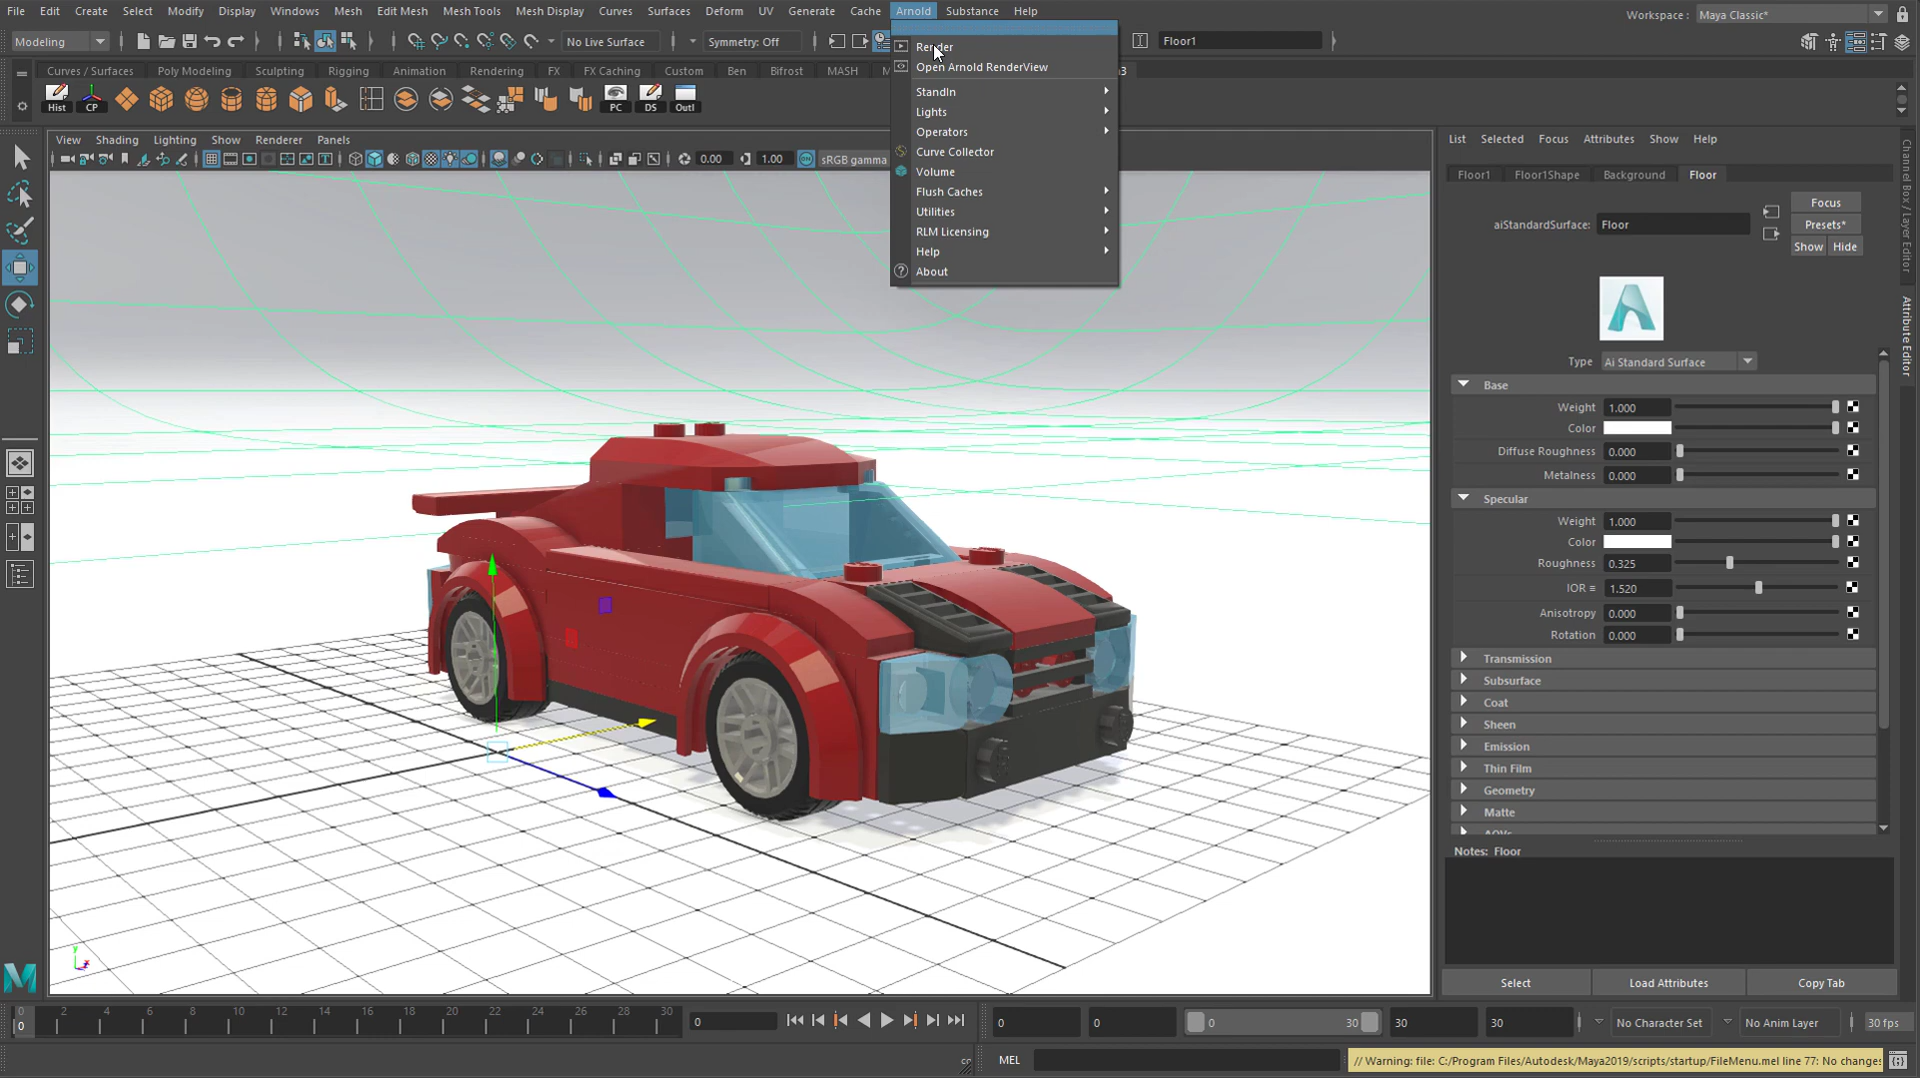 File Edit Create Select Modify Display Windows Mesh Edit Mesh Mesh Tools Mesh Display Curves Surfaces Deform UV Generate Cache Arnold Substance Help
Workspace : Maya Classic*
Modeling No Live Surface Symmetry: Off Floor1
Curves / Surfaces Poly Modeling Sculpting Rigging Animation Rendering FX FX Caching Custom Ben Bifrost MASH
Hist CP PC DS Outl
Render
Open Arnold RenderView
StandIn
Lights
Operators
Curve Collector
Volume
Flush Caches
Utilities
RLM Licensing
Help
About
View Shading Lighting Show Renderer Panels
0.00 1.00 sRGB gamma
List Selected Focus Attributes Show Help
Floor1 Floor1Shape Background Floor
Focus
aiStandardSurface: Floor Presets*
Show Hide
Type Ai Standard Surface
Base
Weight 1.000
Color
Diffuse Roughness 0.000
Metalness 0.000
Specular
Weight 1.000
Color
Roughness 0.325
IOR = 1.520
Anisotropy 0.000
Rotation 0.000
Transmission
Subsurface
Coat
Sheen
Emission
Thin Film
Geometry
Matte
AOVs
Notes: Floor
Select Load Attributes Copy Tab
Channel Box / Layer Editor
Attribute Editor
y
0 2 4 6 8 10 12 14 16 18 20 22 24 26 28 30
0 0 0 0 0 30 30 30 No Character Set No Anim Layer 30 fps
MEL // Warning: file: C:/Program Files/Autodesk/Maya2019/scripts/startup/FileMenu.mel line 77: No changes